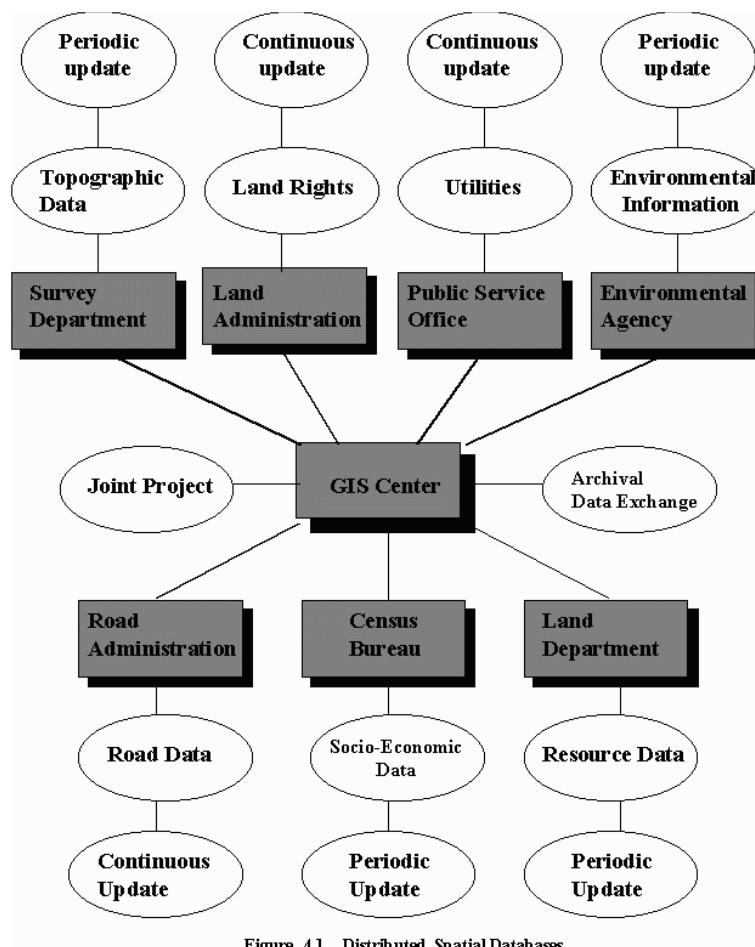 Periodic
update
Continuous
update
Continuous
update
Periodic
update
Topographic
Data
Land Rights
Utilities
Environmental
Information
Survey
Department
Land
Administration
Public Service
Office
Environmental
Agency
Joint Project
GIS Center
Archival
Data Exchange
Road
Administration
Census
Bureau
Land
Department
Road Data
Socio-Economic
Data
Resource Data
Continuous
Update
Periodic
Update
Periodic
Update
Figure 4.1 Distributed Spatial Databases